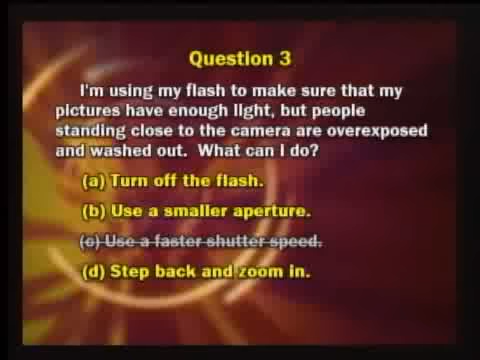 Question 3
I'm using my flash to make sure that my
pictures have enough light, but people
standing close to the camera are overexposed
and washed out. What can I do?
(a) Turn off the flash.
(b) Use a smaller aperture.
(c) Use a faster shutter speed.
(d) Step back and zoom in.